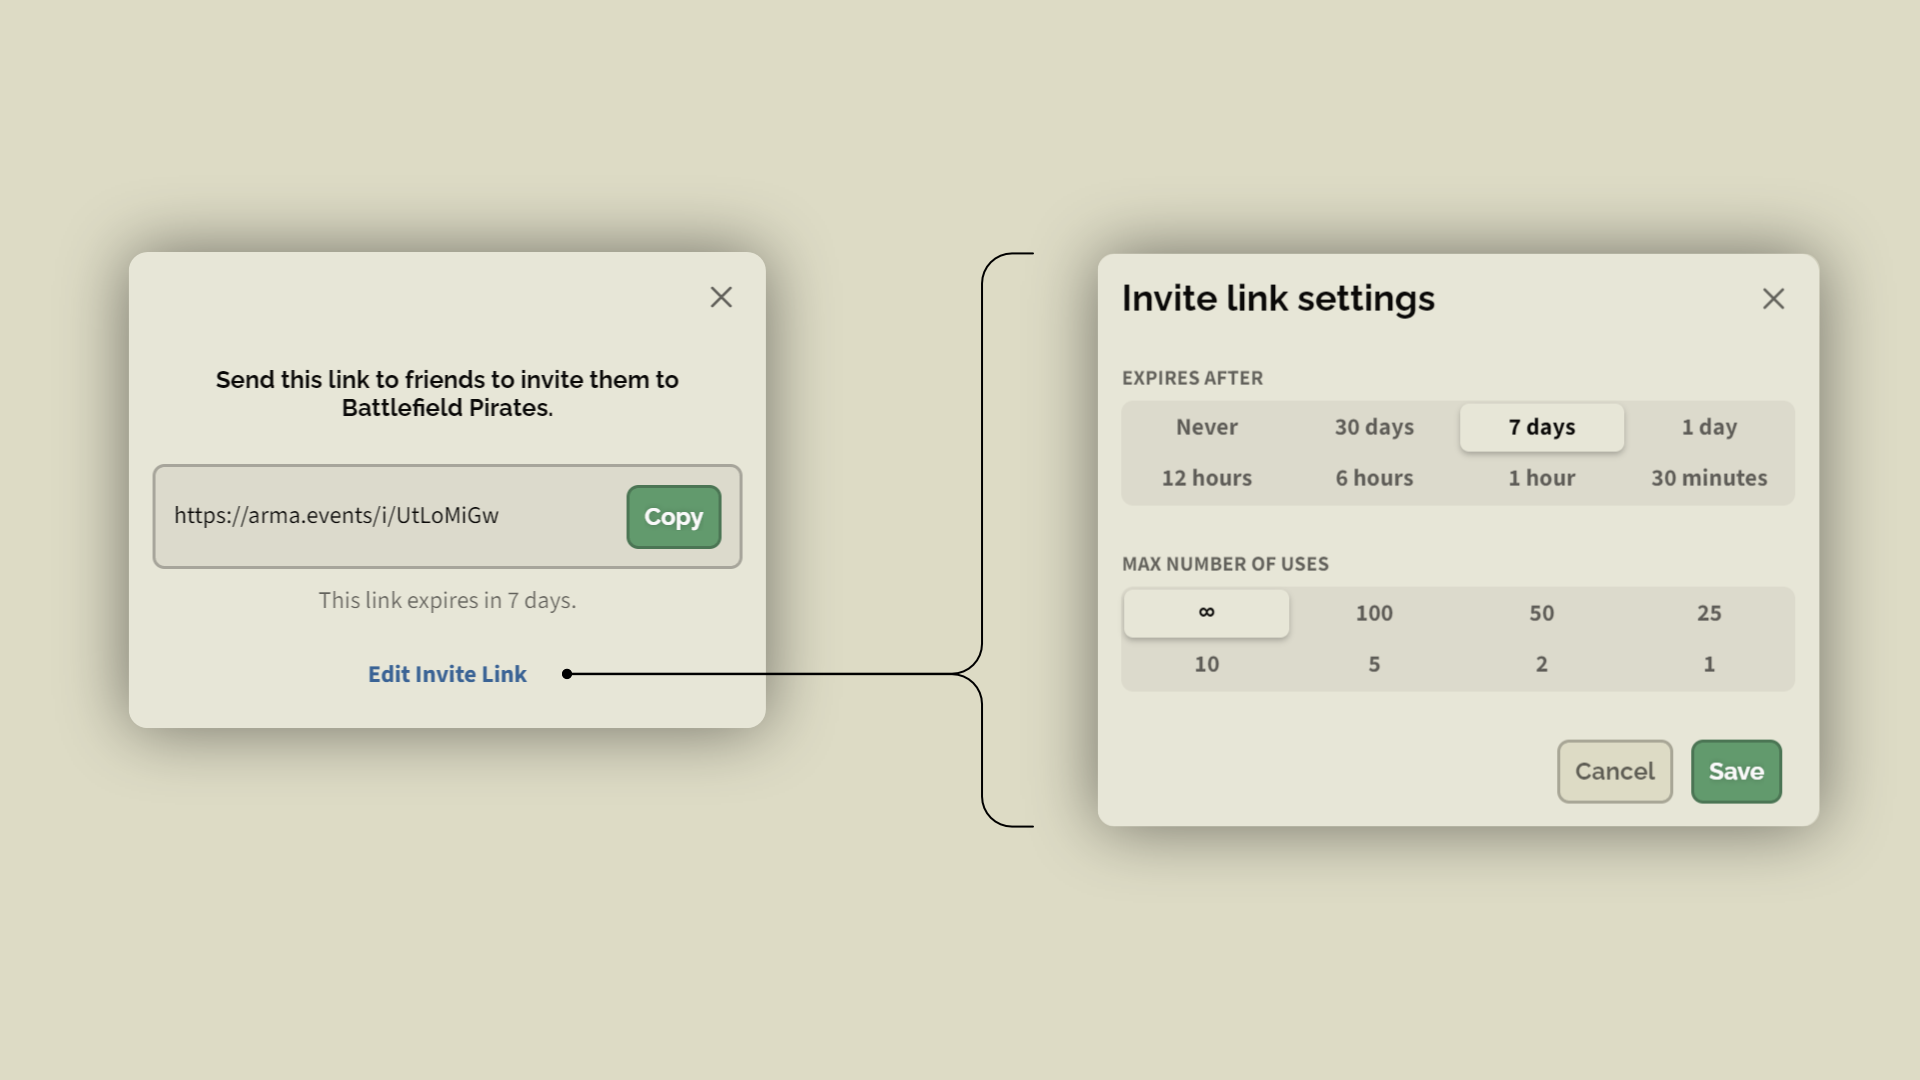 Send this link to friends to invite them to
Battlefield Pirates.
https://arma.events/i/UtLoMiGw
Copy
This link expires in 7 days.
Edit Invite Link
Invite link settings
EXPIRES AFTER
Never 30 days 7 days 1 day
12 hours 6 hours 1 hour 30 minutes
MAX NUMBER OF USES
∞ 100 50 25
10 5 2 1
Cancel Save